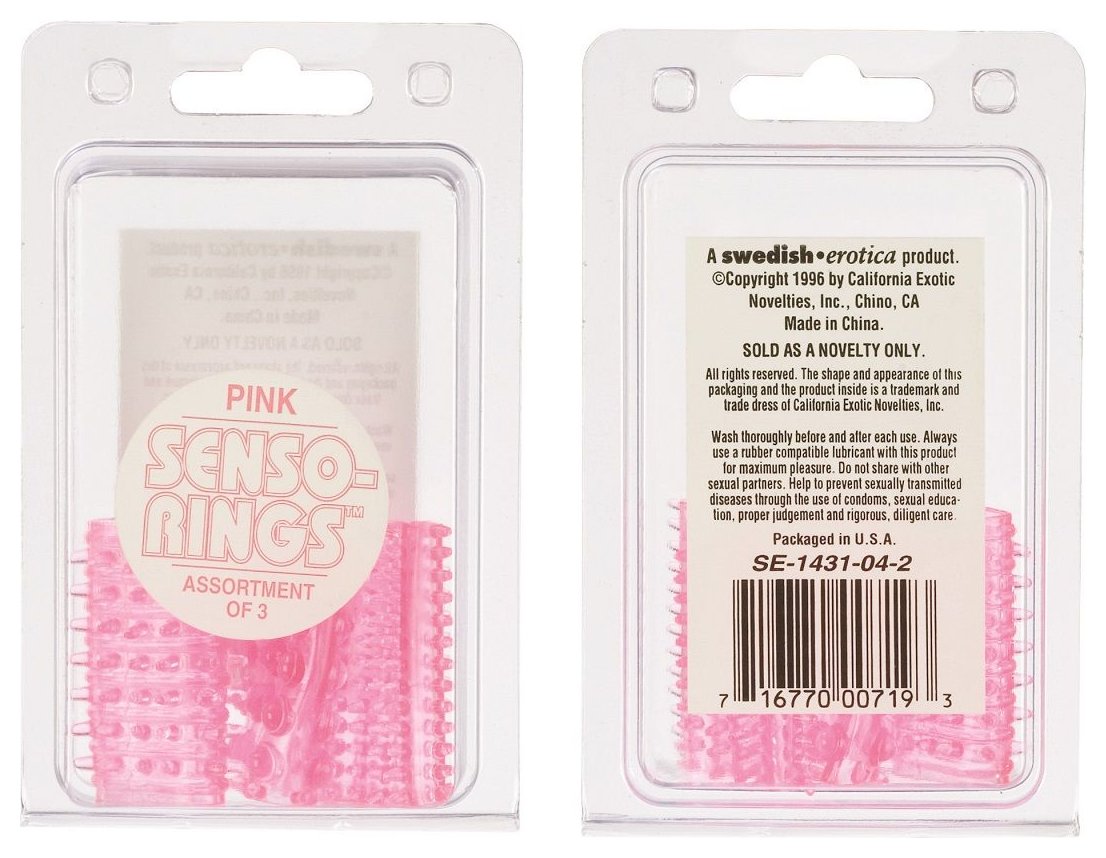 PINK
SENSO-
RINGS™
ASSORTMENT
OF 3
A swedish•erotica product.
©Copyright 1996 by California Exotic
Novelties, Inc., Chino, CA
Made in China.
SOLD AS A NOVELTY ONLY.
All rights reserved. The shape and appearance of this
packaging and the product inside is a trademark and
trade dress of California Exotic Novelties, Inc.
Wash thoroughly before and after each use. Always
use a rubber compatible lubricant with this product
for maximum pleasure. Do not share with other
sexual partners. Help to prevent sexually transmitted
diseases through the use of condoms, sexual educa-
tion, proper judgement and rigorous, diligent care.
Packaged in U.S.A.
SE-1431-04-2
7 16770 00719 3